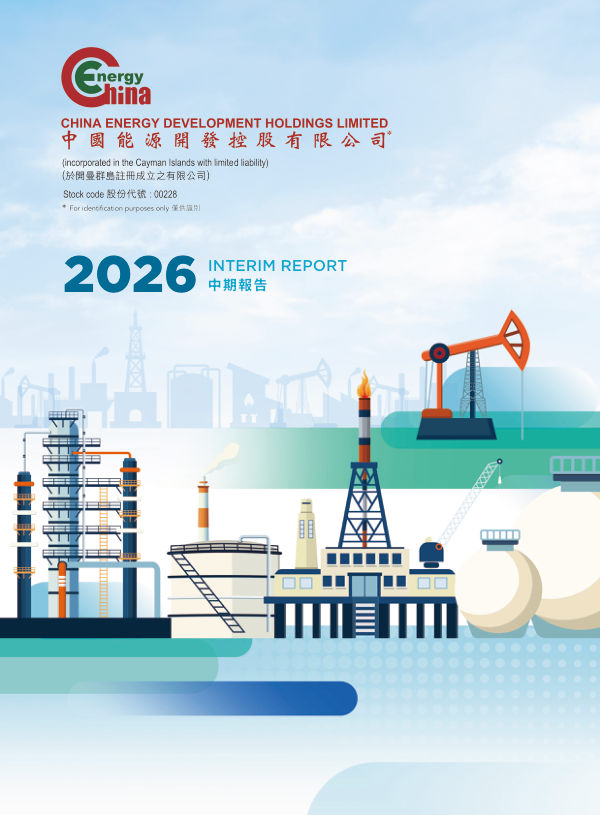 Energy
China
CHINA ENERGY DEVELOPMENT HOLDINGS LIMITED
中國能源開發控股有限公司*
(incorporated in the Cayman Islands with limited liability)
(於開曼群島註冊成立之有限公司)
Stock code 股份代號 : 00228
* For identification purposes only 僅供識別
2026 INTERIM REPORT
中期報告